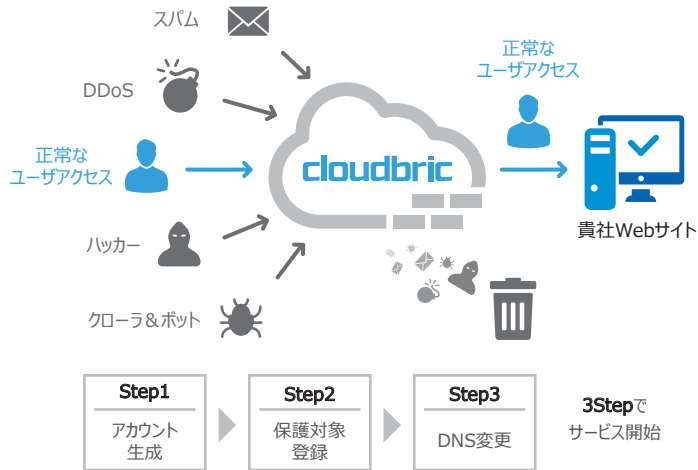 スパム
DDoS
正常な
ユーザアクセス
ハッカー
クローラ＆ボット
cloudbric
正常な
ユーザアクセス
貴社Webサイト
Step1
アカウント
生成
Step2
保護対象
登録
Step3
DNS変更
3Stepで
サービス開始